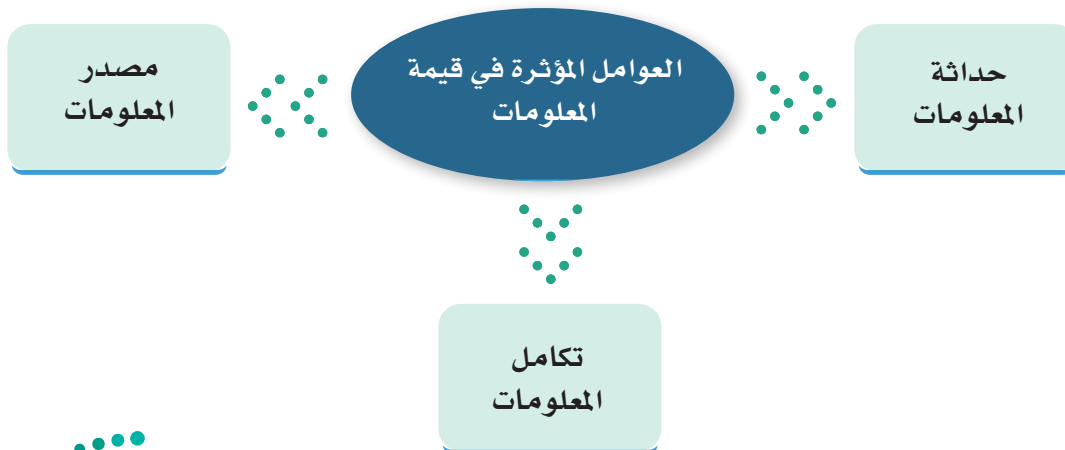 العوامل المؤثرة في قيمة
المعلومات
حداثة
المعلومات
مصدر
المعلومات
تكامل
المعلومات